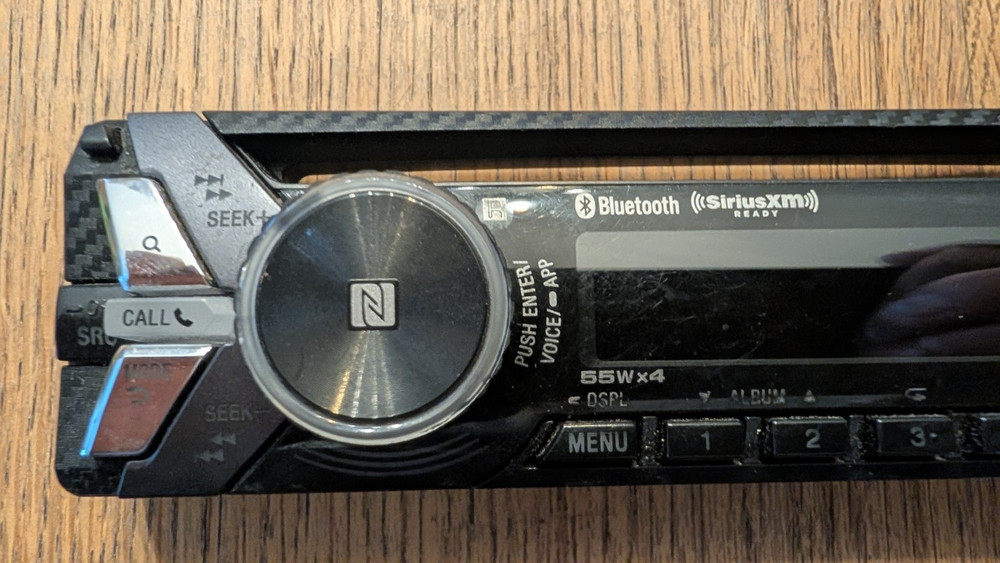 SEEK+
Bluetooth
SiriusXM
READY
CALL
SRC
PUSH ENTER/
VOICE/ APP
55W×4
MODE
DSPL
ALBUM
SEEK−
MENU
1
2
3